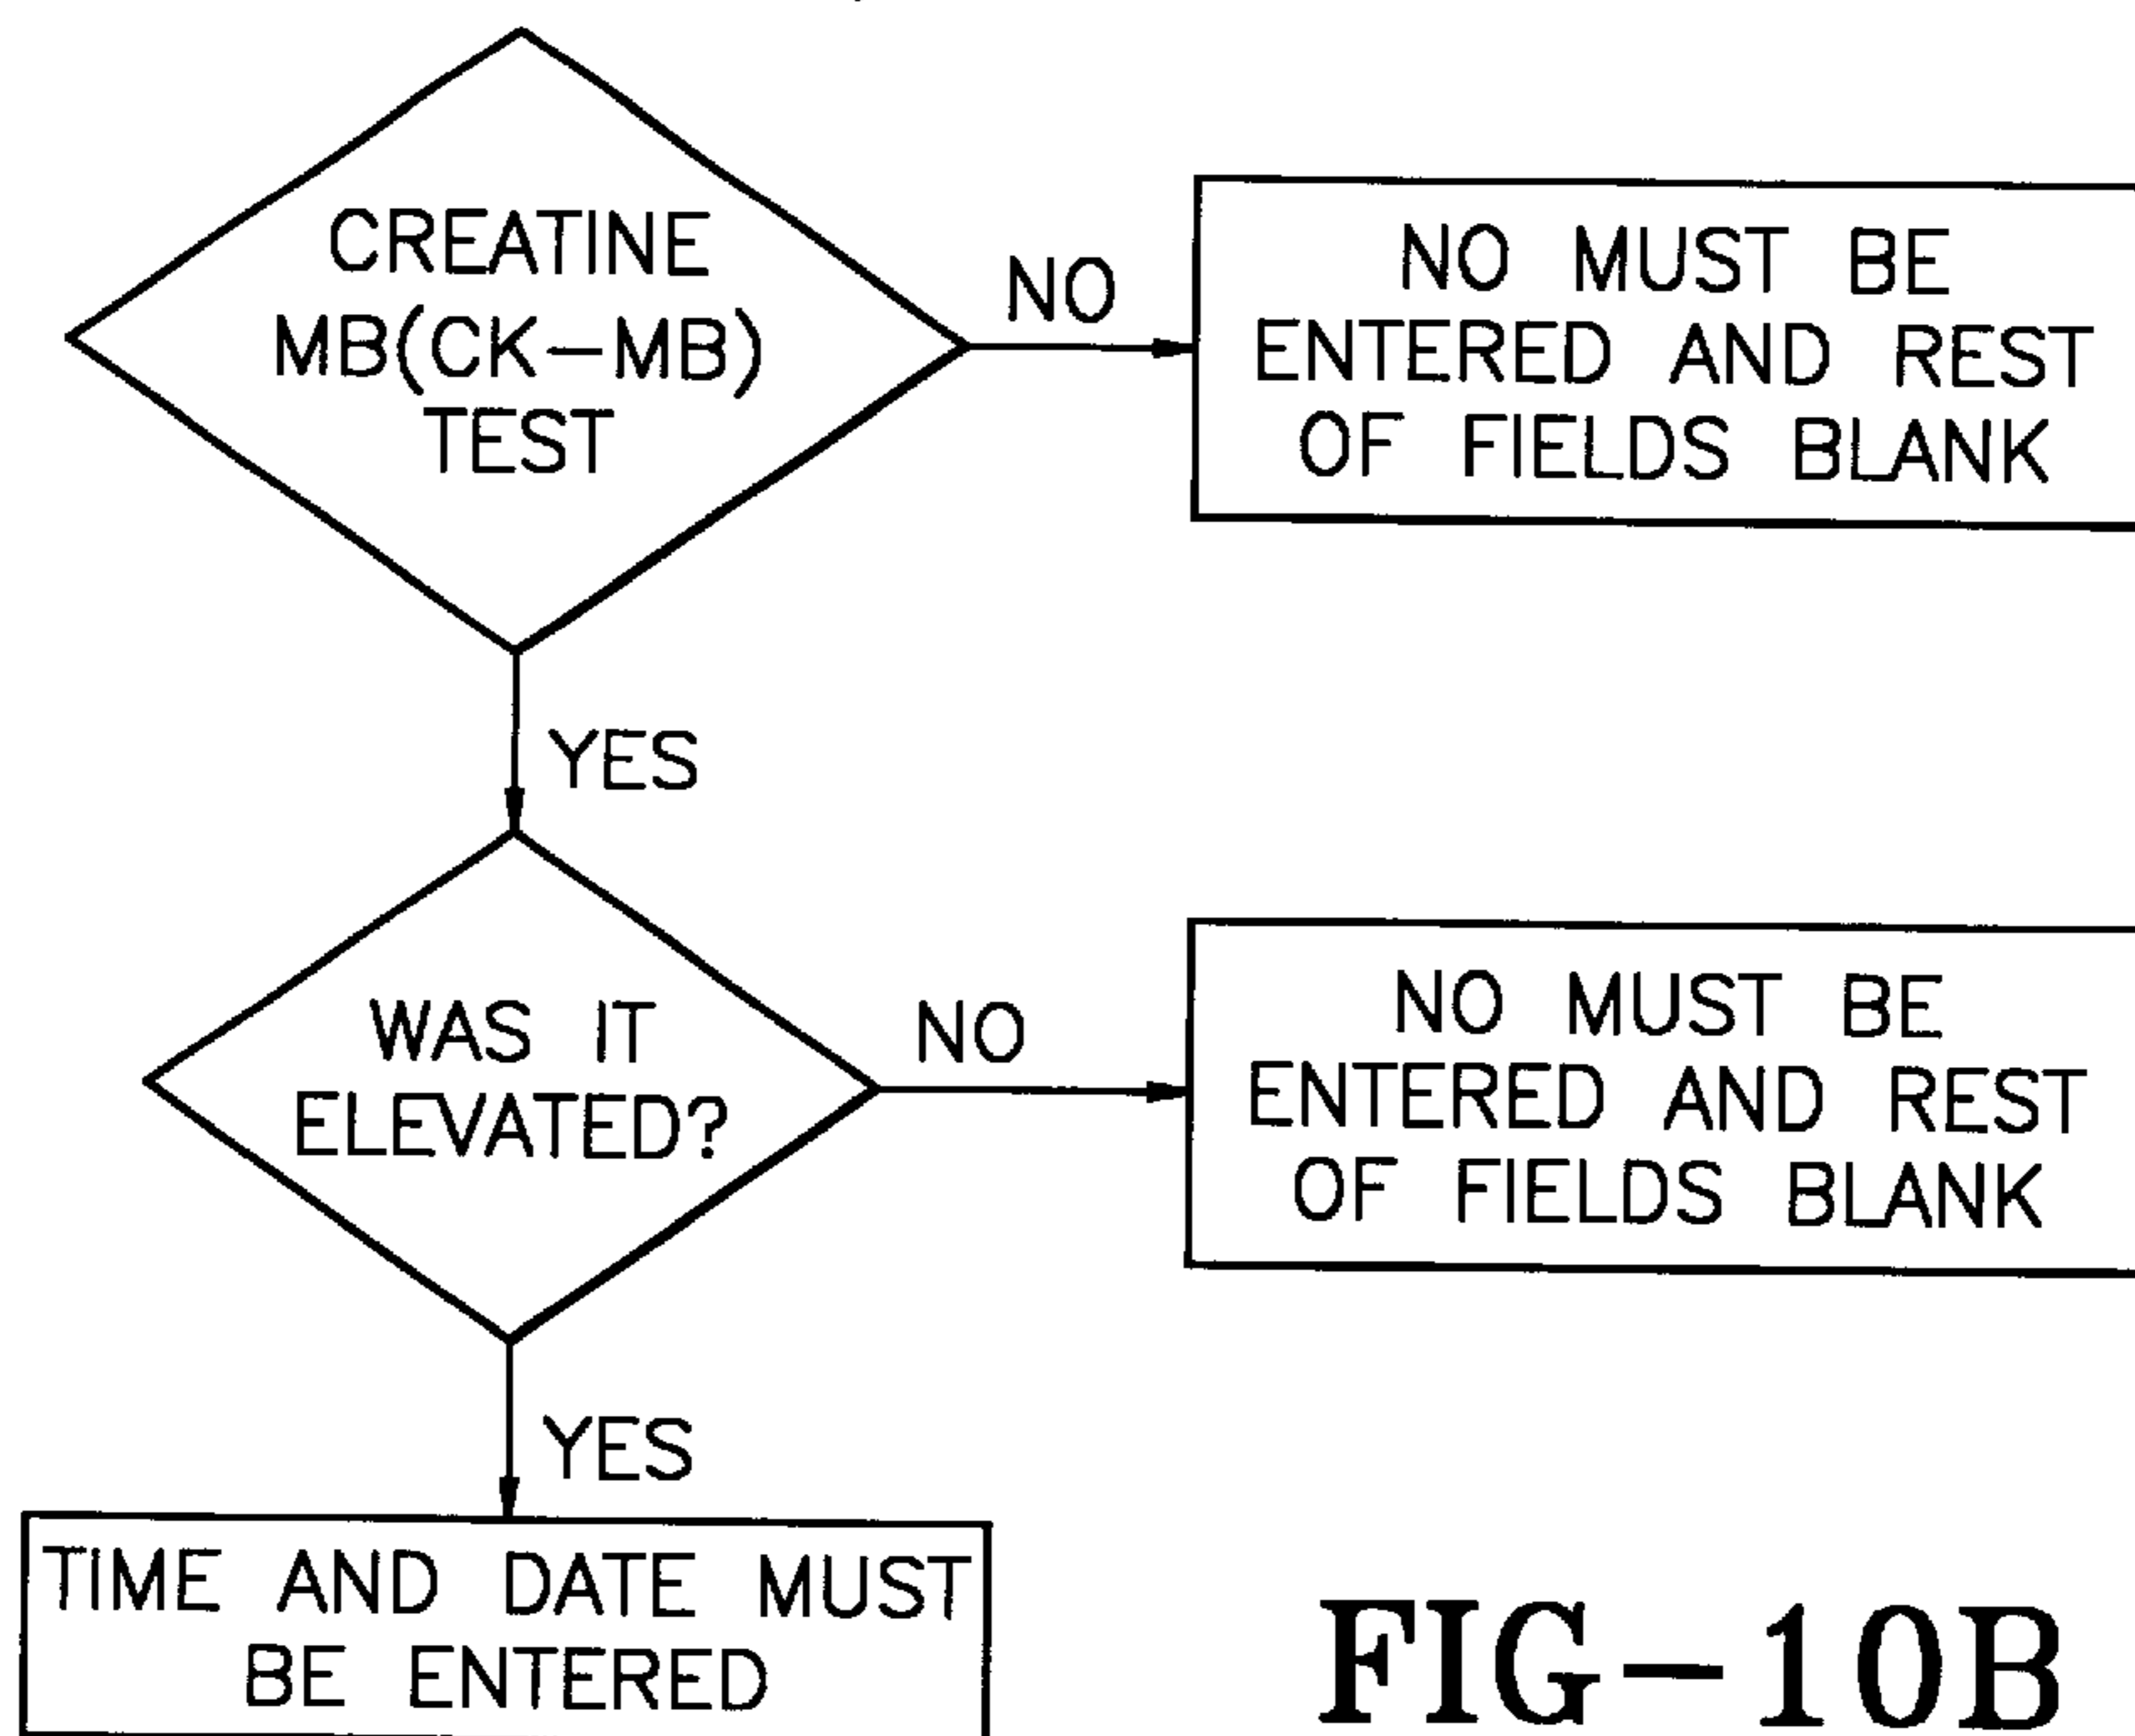 CREATINE
MB(CK–MB)
TEST
NO
NO MUST BE
ENTERED AND REST
OF FIELDS BLANK
YES
WAS IT
ELEVATED?
NO
NO MUST BE
ENTERED AND REST
OF FIELDS BLANK
YES
TIME AND DATE MUST
BE ENTERED
FIG–10B